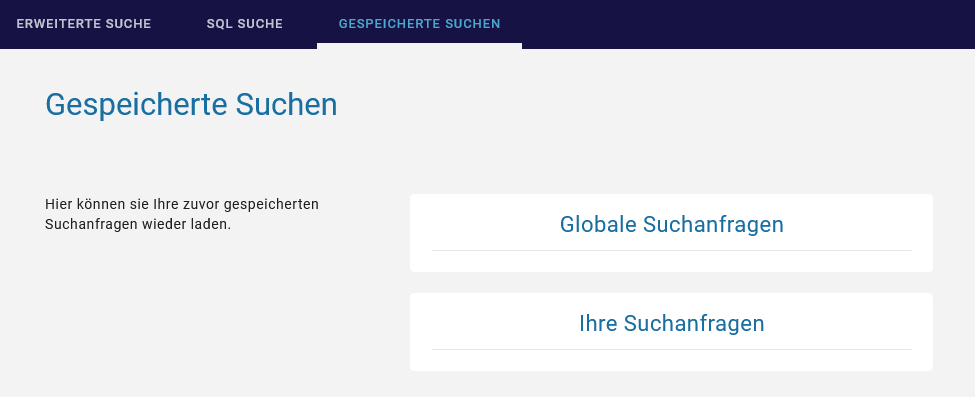 ERWEITERTE SUCHE
SQL SUCHE
GESPEICHERTE SUCHEN
Gespeicherte Suchen
Hier können sie Ihre zuvor gespeicherten
Suchanfragen wieder laden.
Globale Suchanfragen
Ihre Suchanfragen